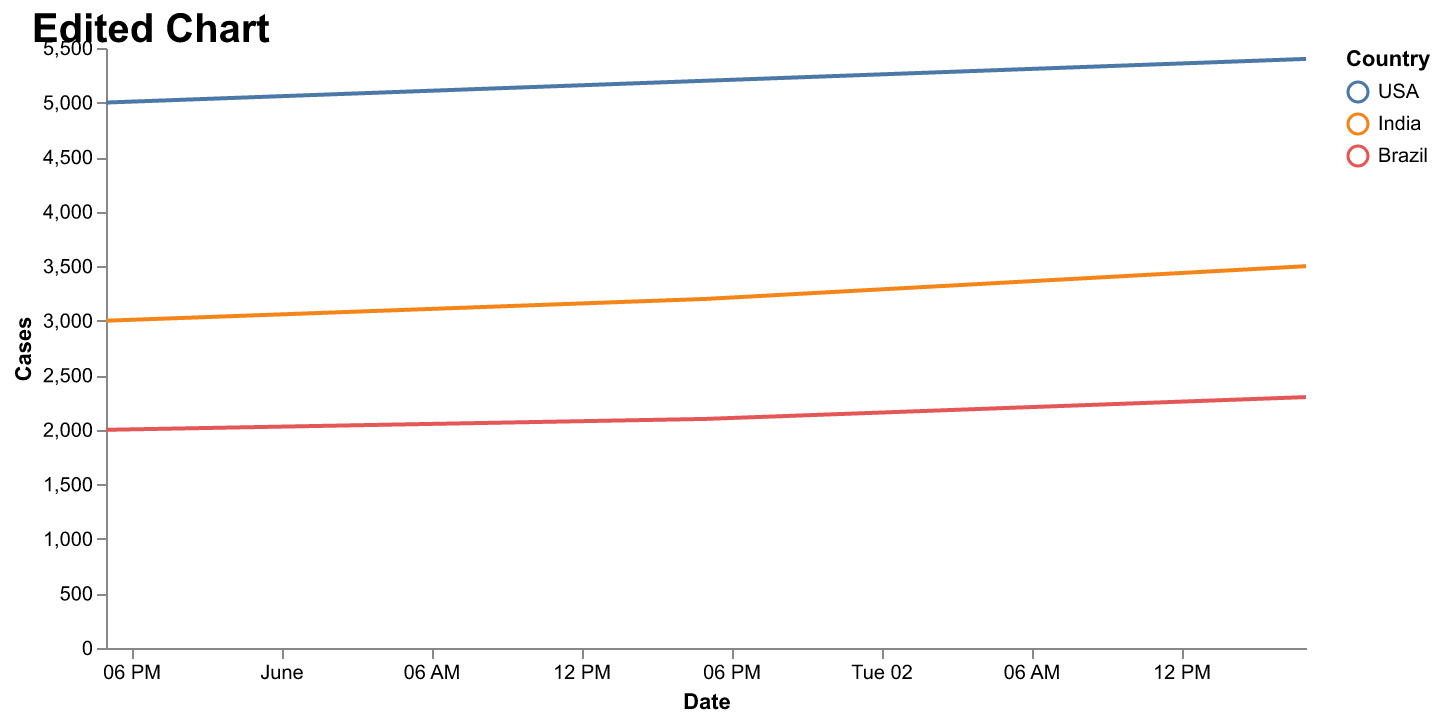 Edited Chart
5,500
5,000
4,500
4,000
3,500
3,000
2,500
2,000
1,500
1,000
500
0
Cases
06 PM June 06 AM 12 PM 06 PM Tue 02 06 AM 12 PM
Date
Country
USA
India
Brazil